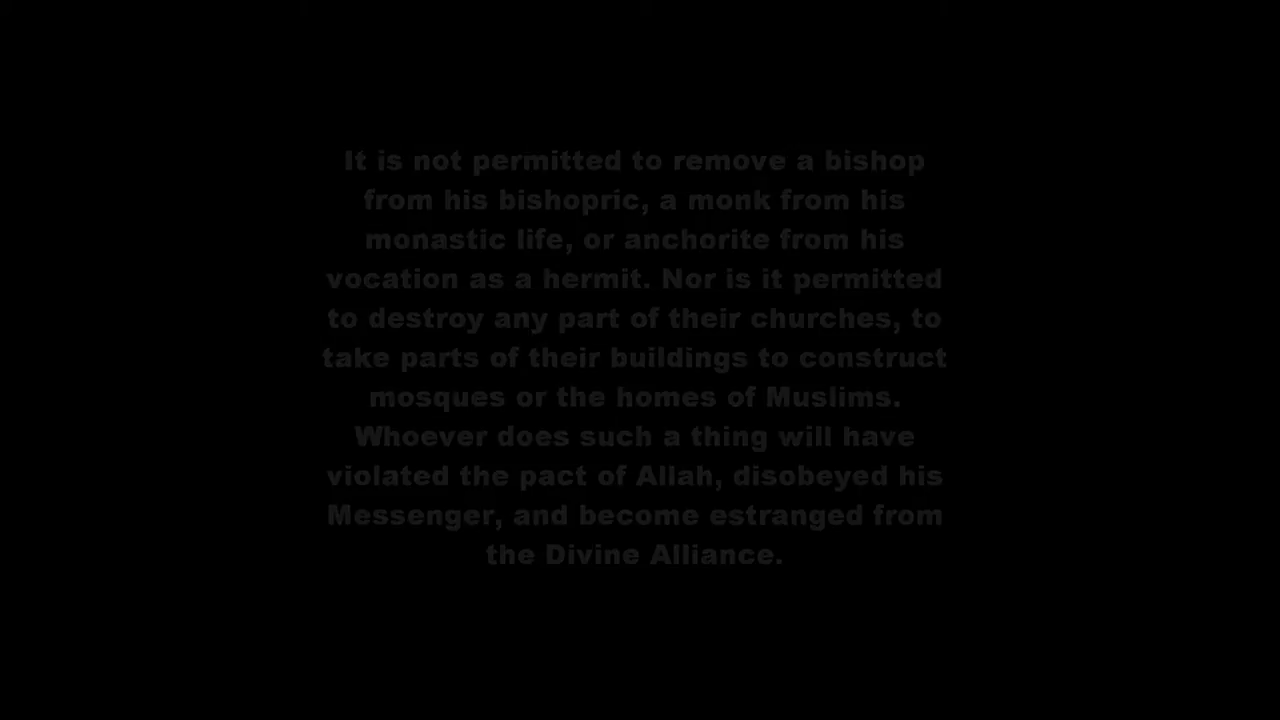 It is not permitted to remove a bishop
from his bishopric, a monk from his
monastic life, or anchorite from his
vocation as a hermit. Nor is it permitted
to destroy any part of their churches, to
take parts of their buildings to construct
mosques or the homes of Muslims.
Whoever does such a thing will have
violated the pact of Allah, disobeyed his
Messenger, and become estranged from
the Divine Alliance.